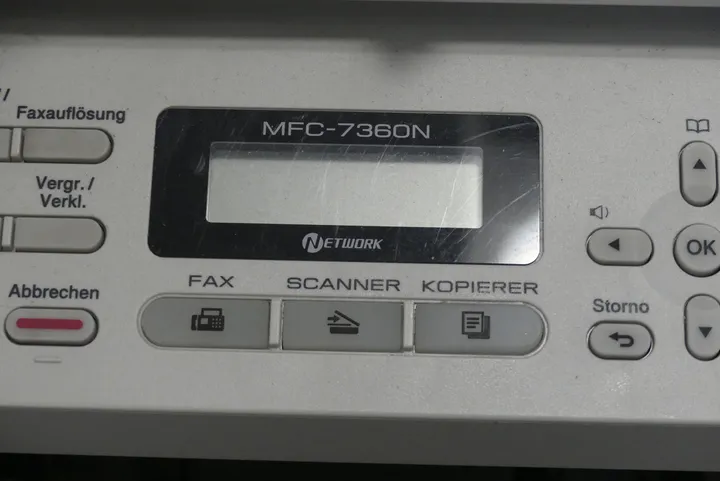 /
Faxauflösung
Vergr. /
Verkl.
Abbrechen
MFC-7360N
NETWORK
FAX
SCANNER
KOPIERER
OK
Storno